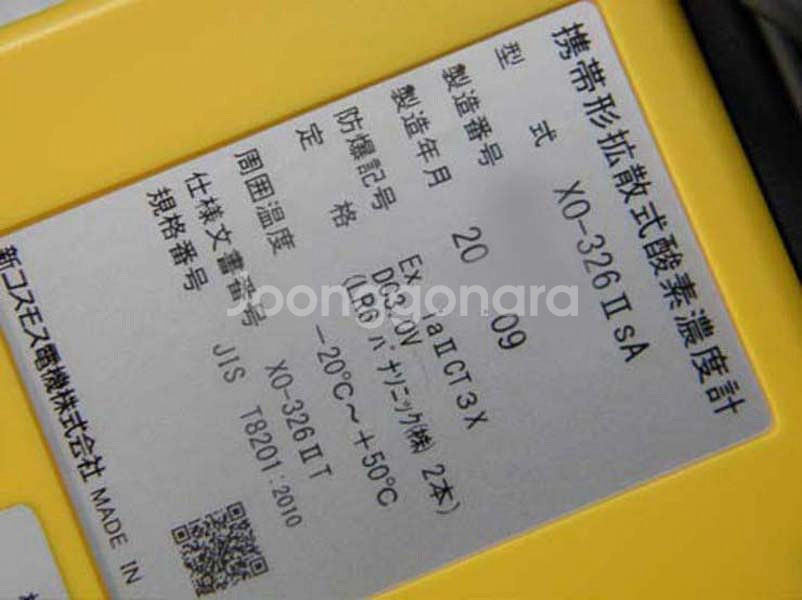 携帯形拡散式酸素濃度計
型 式 XO-326ⅡsA
製造番号
製造年月 20 09
防爆記号 Ex iaⅡCT3X
定 格 DC3.0V
(LR6 パナソニック(株) 2本)
周囲温度 -20℃～+50℃
仕様文書番号 XO-326ⅡT
規格番号 JIS T8201:2010
新コスモス電機株式会社 MADE IN
Joonggonara